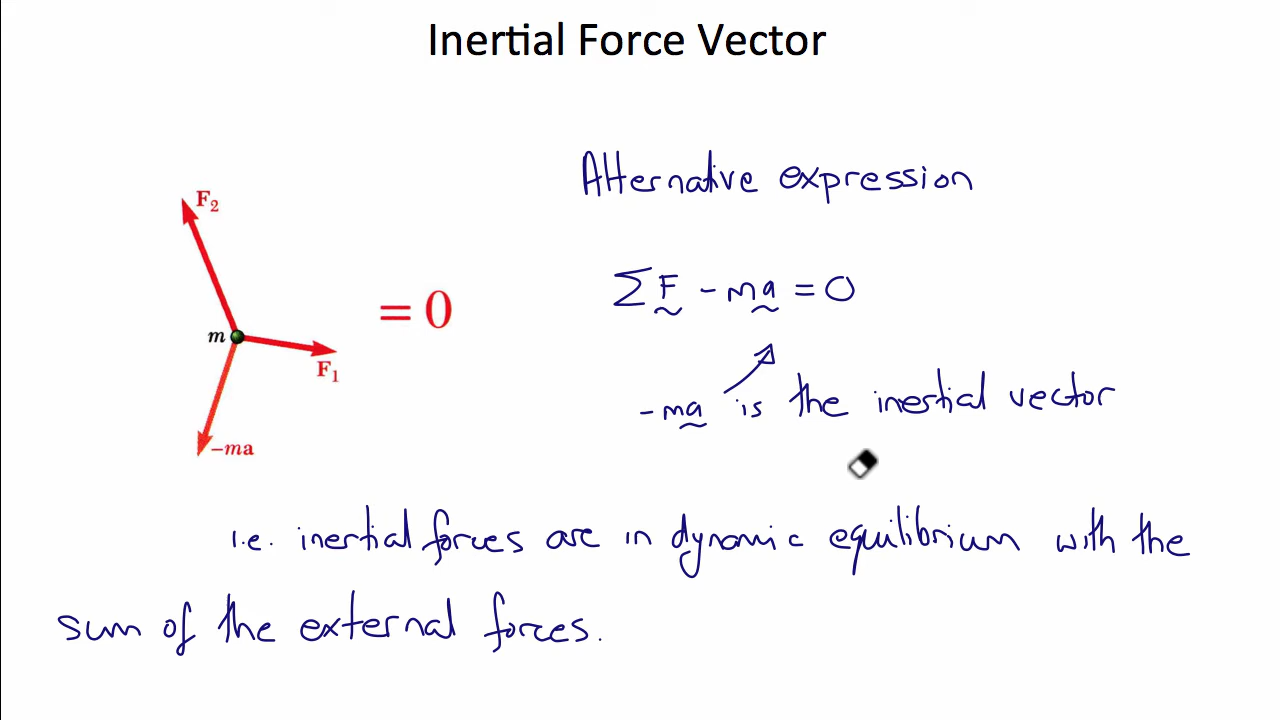 Inertial Force Vector
Alternative expression
F₂
ΣF - ma = 0
= 0
m
F₁
-ma is the inertial vector
–ma
i.e. inertial forces are in dynamic equilibrium with the
sum of the external forces.